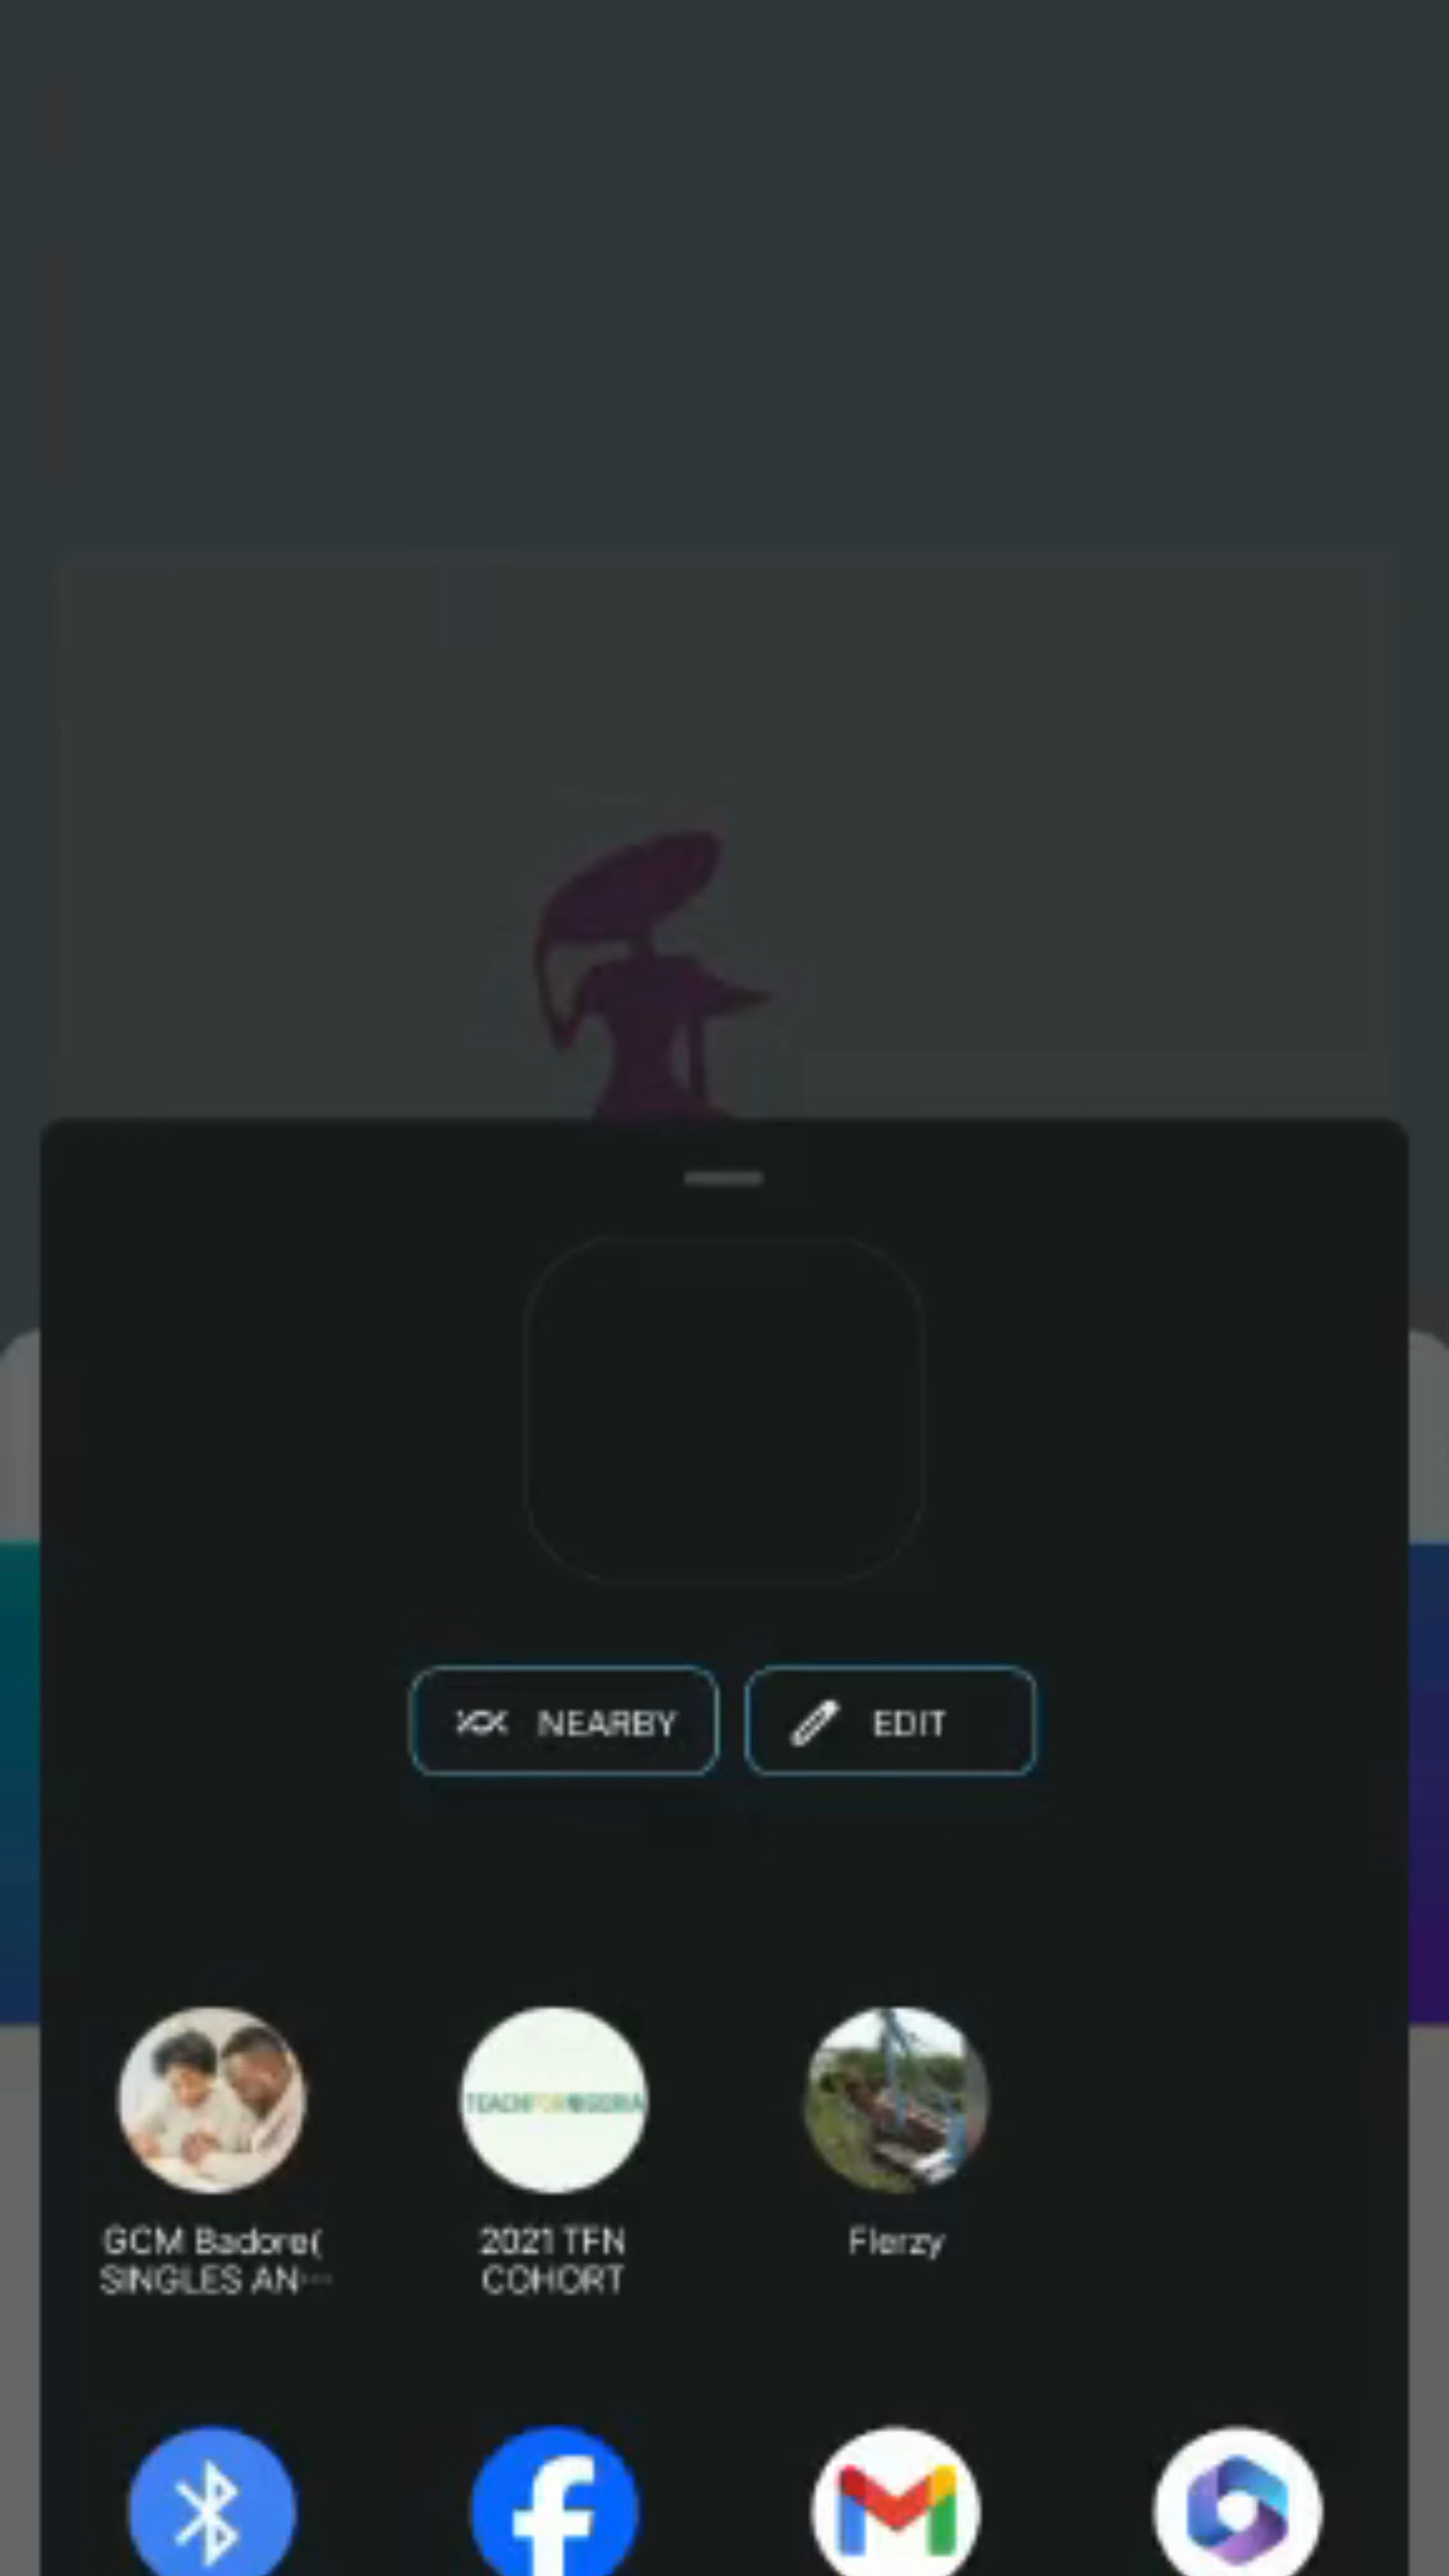 NEARBY
EDIT
GCM Badore(
SINGLES AN…
2021 TFN
COHORT
Flerzy